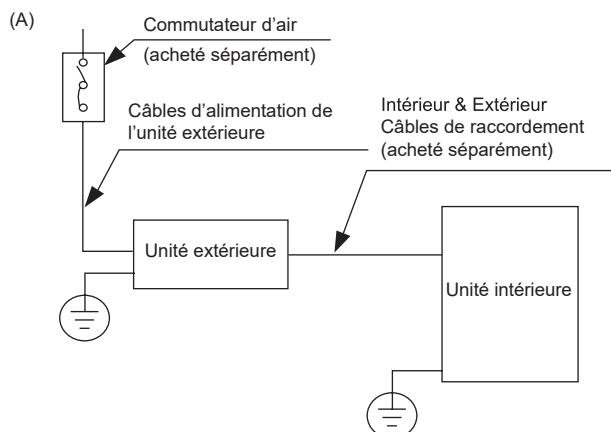 (A)
Commutateur d'air
(acheté séparément)
Câbles d'alimentation de
l'unité extérieure
Intérieur & Extérieur
Câbles de raccordement
(acheté séparément)
Unité extérieure
Unité intérieure